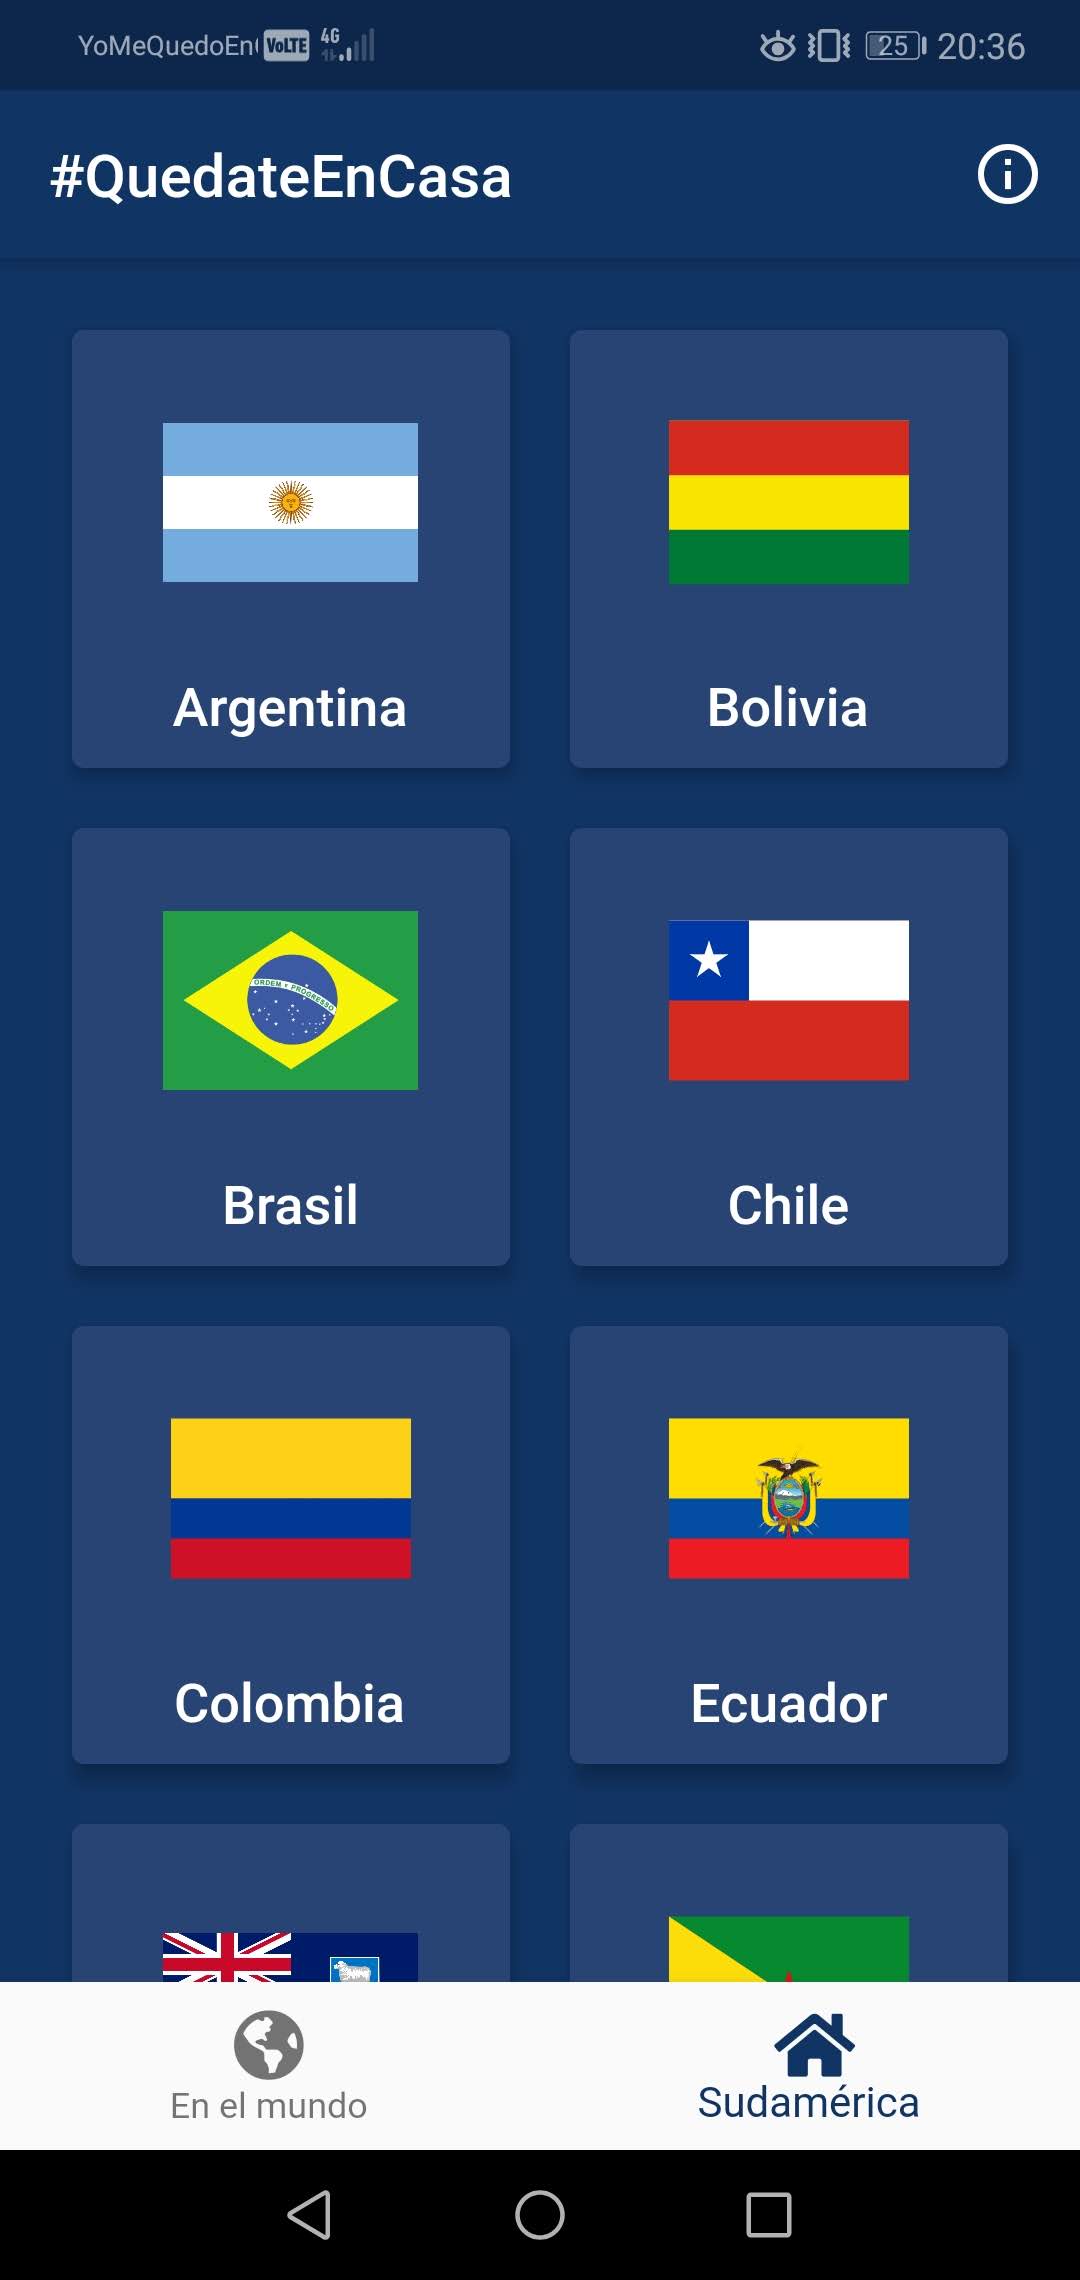 YoMeQuedoEn VoLTE 4G 25 20:36
#QuedateEnCasa
Argentina
Bolivia
ORDEM E PROGRESSO
Brasil
Chile
Colombia
Ecuador
En el mundo
Sudamérica